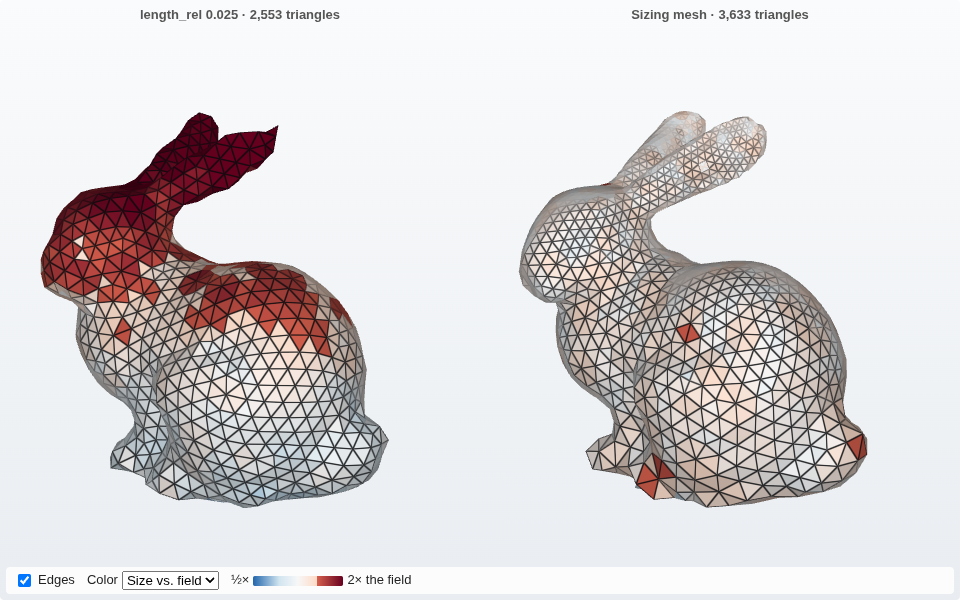 length_rel 0.025 · 2,553 triangles
Sizing mesh · 3,633 triangles
Edges Color Size vs. field ½× 2× the field